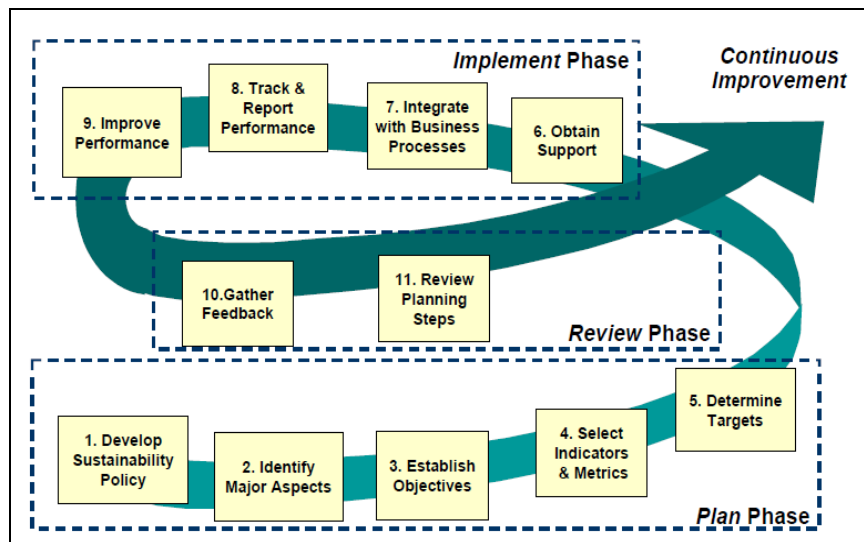 Implement Phase
Continuous
Improvement
9. Improve
Performance
8. Track &
Report
Performance
7. Integrate
with Business
Processes
6. Obtain
Support
10.Gather
Feedback
11. Review
Planning
Steps
Review Phase
1. Develop
Sustainability
Policy
2. Identify
Major Aspects
3. Establish
Objectives
4. Select
Indicators
& Metrics
5. Determine
Targets
Plan Phase